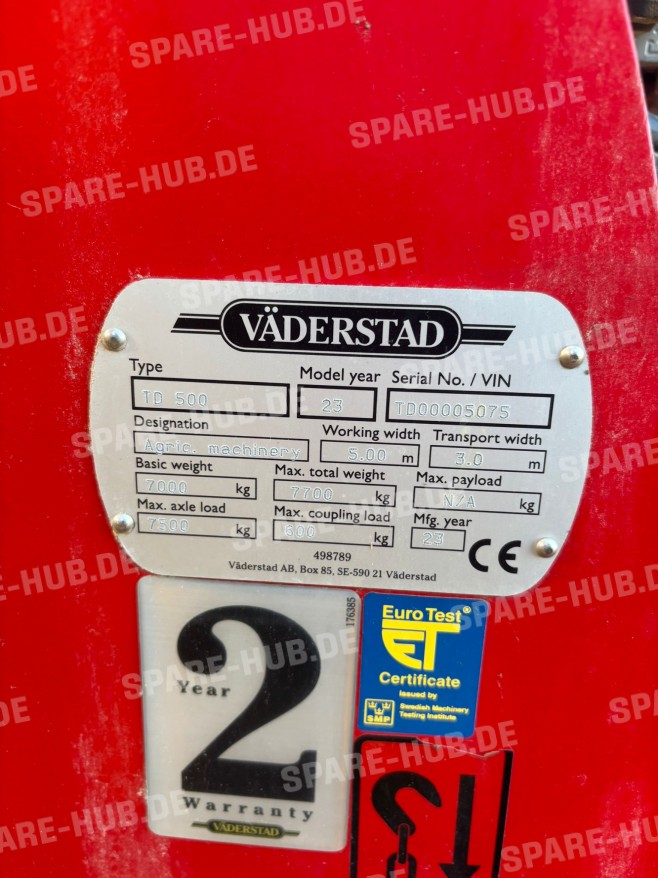 SPARE-HUB.DE
SPARE-HUB.DE
SPARE-HUB.DE
SPARE-HUB.DE
SPARE-HUB.DE
VÄDERSTAD
Type
Model year
Serial No. / VIN
TD 500
23
TD00005075
Designation
Working width
Transport width
Agric. machinery
5.00 m
3.0 m
Basic weight
Max. total weight
Max. payload
7000 kg
7700 kg
N/A kg
Max. axle load
Max. coupling load
Mfg. year
7500 kg
600 kg
23
CE
498789
Väderstad AB, Box 85, SE-590 21 Väderstad
2
Year
Warranty
VÄDERSTAD
176385
Euro Test®
ET
Certificate
Issued by
SMP
Swedish Machinery
Testing Institute
SPARE-HUB.DE
SPARE-HUB.DE
SPARE-HUB.DE